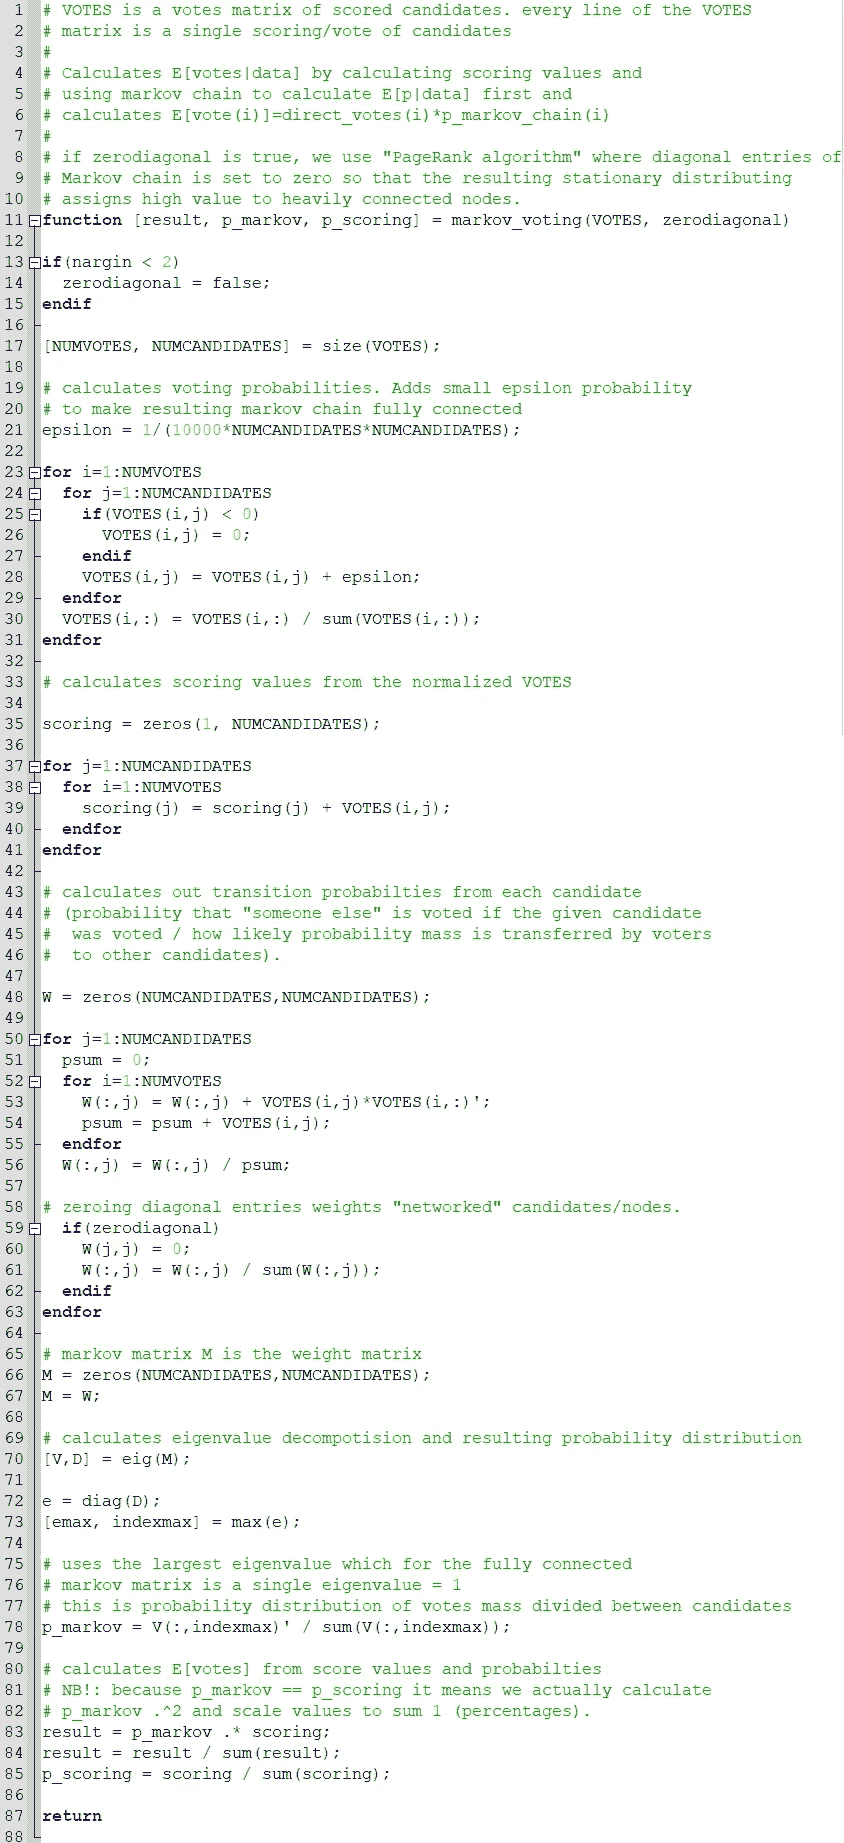 1 # VOTES is a votes matrix of scored candidates. every line of the VOTES
2 # matrix is a single scoring/vote of candidates
3 #
4 # Calculates E[votes|data] by calculating scoring values and
5 # using markov chain to calculate E[p|data] first and
6 # calculates E[vote(i)]=direct_votes(i)*p_markov_chain(i)
7 #
8 # if zerodiagonal is true, we use "PageRank algorithm" where diagonal entries of
9 # Markov chain is set to zero so that the resulting stationary distributing
10 # assigns high value to heavily connected nodes.
11 function [result, p_markov, p_scoring] = markov_voting(VOTES, zerodiagonal)
12
13 if(nargin < 2)
14   zerodiagonal = false;
15 endif
16
17 [NUMVOTES, NUMCANDIDATES] = size(VOTES);
18
19 # calculates voting probabilities. Adds small epsilon probability
20 # to make resulting markov chain fully connected
21 epsilon = 1/(10000*NUMCANDIDATES*NUMCANDIDATES);
22
23 for i=1:NUMVOTES
24   for j=1:NUMCANDIDATES
25     if(VOTES(i,j) < 0)
26       VOTES(i,j) = 0;
27     endif
28     VOTES(i,j) = VOTES(i,j) + epsilon;
29   endfor
30   VOTES(i,:) = VOTES(i,:) / sum(VOTES(i,:));
31 endfor
32
33 # calculates scoring values from the normalized VOTES
34
35 scoring = zeros(1, NUMCANDIDATES);
36
37 for j=1:NUMCANDIDATES
38   for i=1:NUMVOTES
39     scoring(j) = scoring(j) + VOTES(i,j);
40   endfor
41 endfor
42
43 # calculates out transition probabilties from each candidate
44 # (probability that "someone else" is voted if the given candidate
45 #  was voted / how likely probability mass is transferred by voters
46 #  to other candidates).
47
48 W = zeros(NUMCANDIDATES,NUMCANDIDATES);
49
50 for j=1:NUMCANDIDATES
51   psum = 0;
52   for i=1:NUMVOTES
53     W(:,j) = W(:,j) + VOTES(i,j)*VOTES(i,:)';
54     psum = psum + VOTES(i,j);
55   endfor
56   W(:,j) = W(:,j) / psum;
57
58 # zeroing diagonal entries weights "networked" candidates/nodes.
59   if(zerodiagonal)
60     W(j,j) = 0;
61     W(:,j) = W(:,j) / sum(W(:,j));
62   endif
63 endfor
64
65 # markov matrix M is the weight matrix
66 M = zeros(NUMCANDIDATES,NUMCANDIDATES);
67 M = W;
68
69 # calculates eigenvalue decompotision and resulting probability distribution
70 [V,D] = eig(M);
71
72 e = diag(D);
73 [emax, indexmax] = max(e);
74
75 # uses the largest eigenvalue which for the fully connected
76 # markov matrix is a single eigenvalue = 1
77 # this is probability distribution of votes mass divided between candidates
78 p_markov = V(:,indexmax)' / sum(V(:,indexmax));
79
80 # calculates E[votes] from score values and probabilties
81 # NB!: because p_markov == p_scoring it means we actually calculate
82 # p_markov .^2 and scale values to sum 1 (percentages).
83 result = p_markov .* scoring;
84 result = result / sum(result);
85 p_scoring = scoring / sum(scoring);
86
87 return
88